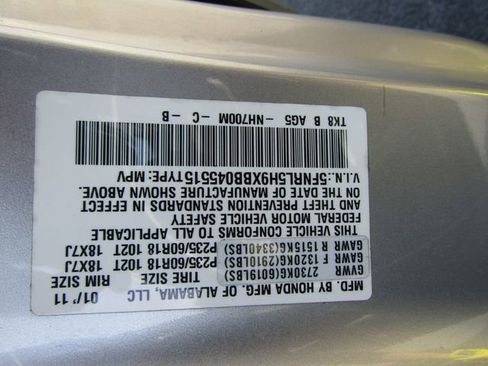 MFD. BY HONDA MFG. OF ALABAMA, LLC 01/'11
GVWR 2730KG(6019LBS) TIRE SIZE RIM SIZE
GAWR F 1320KG(2910LBS) P235/60R18 102T 18X7J
GAWR R 1515KG(3340LBS) P235/60R18 102T 18X7J
THIS VEHICLE CONFORMS TO ALL APPLICABLE
FEDERAL MOTOR VEHICLE SAFETY
AND THEFT PREVENTION STANDARDS IN EFFECT
ON THE DATE OF MANUFACTURE SHOWN ABOVE.
V.I.N.:5FNRL5H9XBB045515 TYPE: MPV
TK8 B AG5 -NH700M -C -B